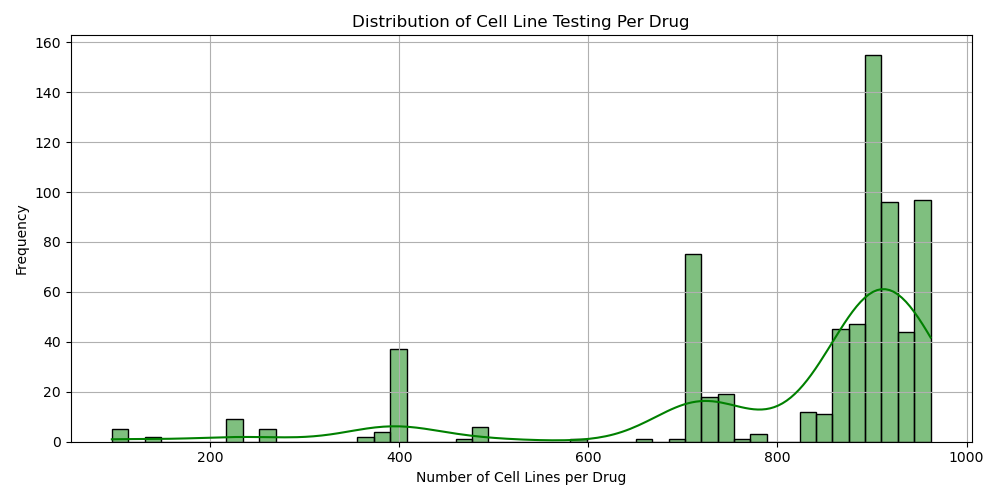 Distribution of Cell Line Testing Per Drug
160
140
120
100
80
60
40
20
0
Frequency
200 400 600 800 1000
Number of Cell Lines per Drug